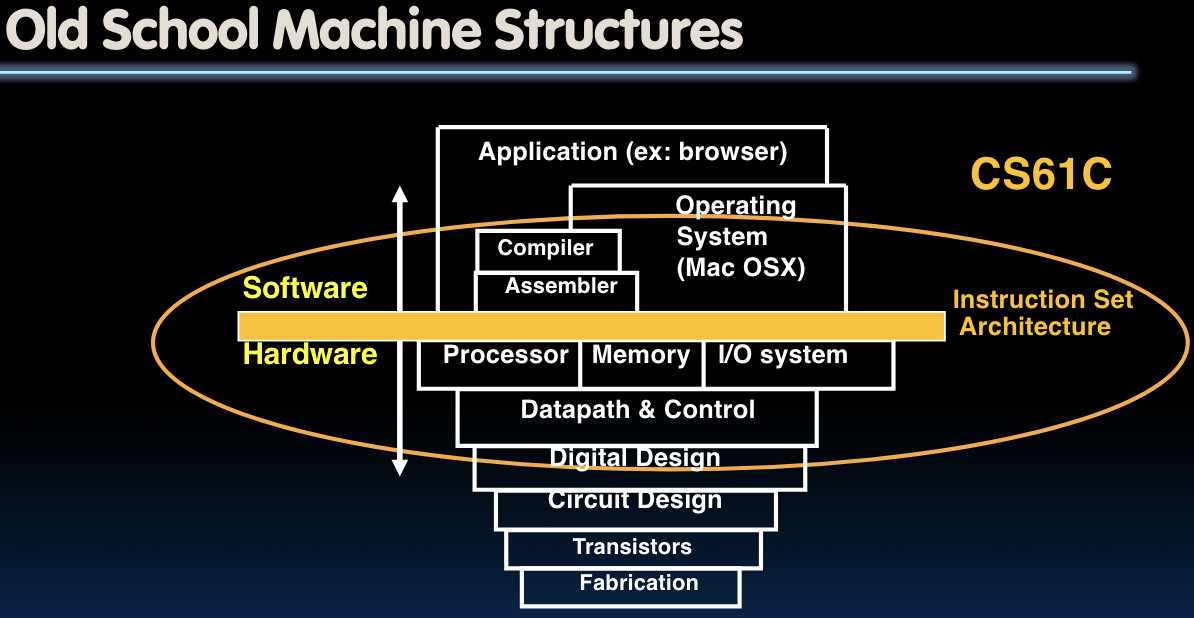 Old School Machine Structures
Application (ex: browser)
CS61C
Operating
System
(Mac OSX)
Compiler
Assembler
Software
Instruction Set
Architecture
Hardware
Processor
Memory
I/O system
Datapath & Control
Digital Design
Circuit Design
Transistors
Fabrication